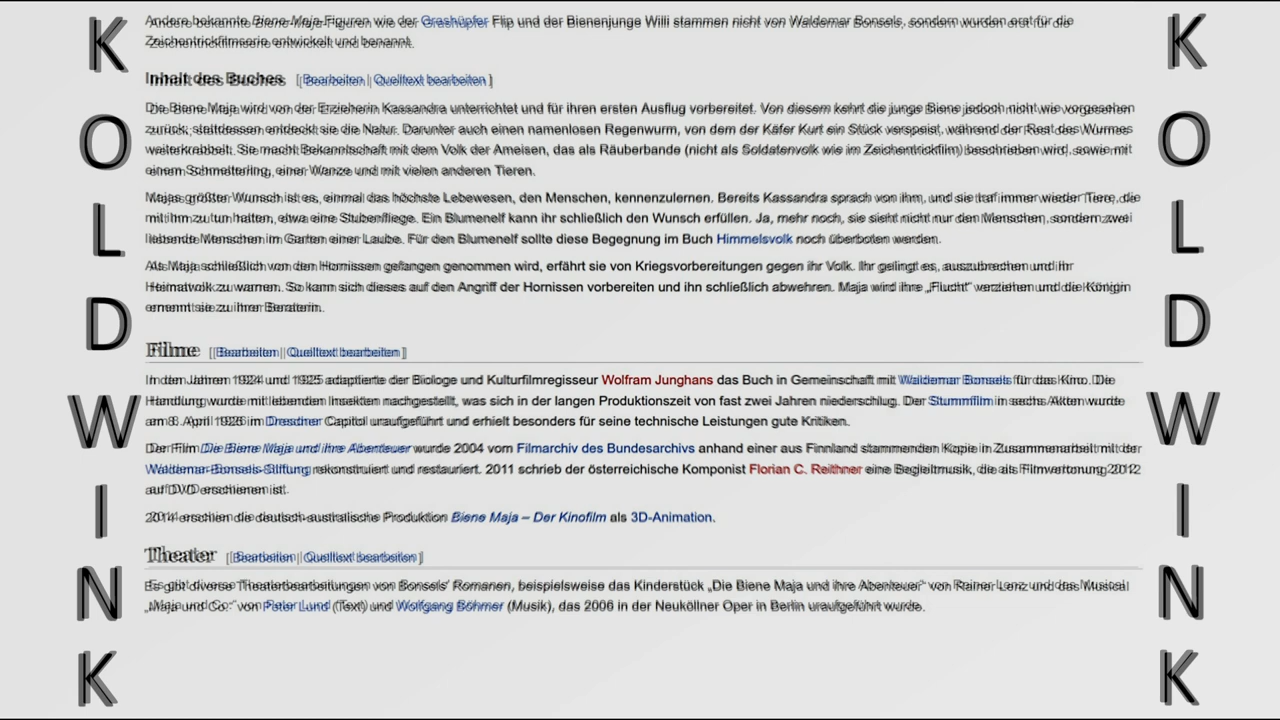 KOLDWINK
Andere bekannte Biene-Maja-Figuren wie der Grashüpfer Flip und der Bienenjunge Willi stammen nicht von Waldemar Bonsels, sondern wurden erst für die
Zeichentrickfilmserie entwickelt und benannt.
Inhalt des Buches [Bearbeiten | Quelltext bearbeiten]
Die Biene Maja wird von der Erzieherin Kassandra unterrichtet und für ihren ersten Ausflug vorbereitet. Von diesem kehrt die junge Biene jedoch nicht wie vorgesehen
zurück; stattdessen entdeckt sie die Natur. Darunter auch einen namenlosen Regenwurm, von dem der Käfer Kurt ein Stück verspeist, während der Rest des Wurmes
weiterkrabbelt. Sie macht Bekanntschaft mit dem Volk der Ameisen, das als Räuberbande (nicht als Soldatenvolk wie im Zeichentrickfilm) beschrieben wird, sowie mit
einem Schmetterling, einer Wanze und mit vielen anderen Tieren.
Majas größter Wunsch ist es, einmal das höchste Lebewesen, den Menschen, kennenzulernen. Bereits Kassandra sprach von ihm, und sie traf immer wieder Tiere, die
mit ihm zu tun hatten, etwa eine Stubenfliege. Ein Blumenelf kann ihr schließlich den Wunsch erfüllen. Ja, mehr noch, sie sieht nicht nur den Menschen, sondern zwei
liebende Menschen im Garten einer Laube. Für den Blumenelf sollte diese Begegnung im Buch Himmelsvolk noch überboten werden.
Als Maja schließlich von den Hornissen gefangen genommen wird, erfährt sie von Kriegsvorbereitungen gegen ihr Volk. Ihr gelingt es, auszubrechen und ihr
Heimatvolk zu warnen. So kann sich dieses auf den Angriff der Hornissen vorbereiten und ihn schließlich abwehren. Maja wird ihre „Flucht“ verziehen und die Königin
ernennt sie zu ihrer Beraterin.
Filme [Bearbeiten | Quelltext bearbeiten]
In den Jahren 1924 und 1925 adaptierte der Biologe und Kulturfilmregisseur Wolfram Junghans das Buch in Gemeinschaft mit Waldemar Bonsels für das Kino. Die
Handlung wurde mit lebenden Insekten nachgestellt, was sich in der langen Produktionszeit von fast zwei Jahren niederschlug. Der Stummfilm in sechs Akten wurde
am 8. April 1926 im Dresdner Capitol uraufgeführt und erhielt besonders für seine technische Leistungen gute Kritiken.
Der Film Die Biene Maja und ihre Abenteuer wurde 2004 vom Filmarchiv des Bundesarchivs anhand einer aus Finnland stammenden Kopie in Zusammenarbeit mit der
Waldemar-Bonsels-Stiftung rekonstruiert und restauriert. 2011 schrieb der österreichische Komponist Florian C. Reithner eine Begleitmusik, die als Filmvertonung 2012
auf DVD erschienen ist.
2014 erschien die deutsch-australische Produktion Biene Maja – Der Kinofilm als 3D-Animation.
Theater [Bearbeiten | Quelltext bearbeiten]
Es gibt diverse Theaterbearbeitungen von Bonsels' Romanen, beispielsweise das Kinderstück „Die Biene Maja und ihre Abenteuer“ von Rainer Lenz und das Musical
„Maja und Co.“ von Peter Lund (Text) und Wolfgang Böhmer (Musik), das 2006 in der Neuköllner Oper in Berlin uraufgeführt wurde.
KOLDWINK